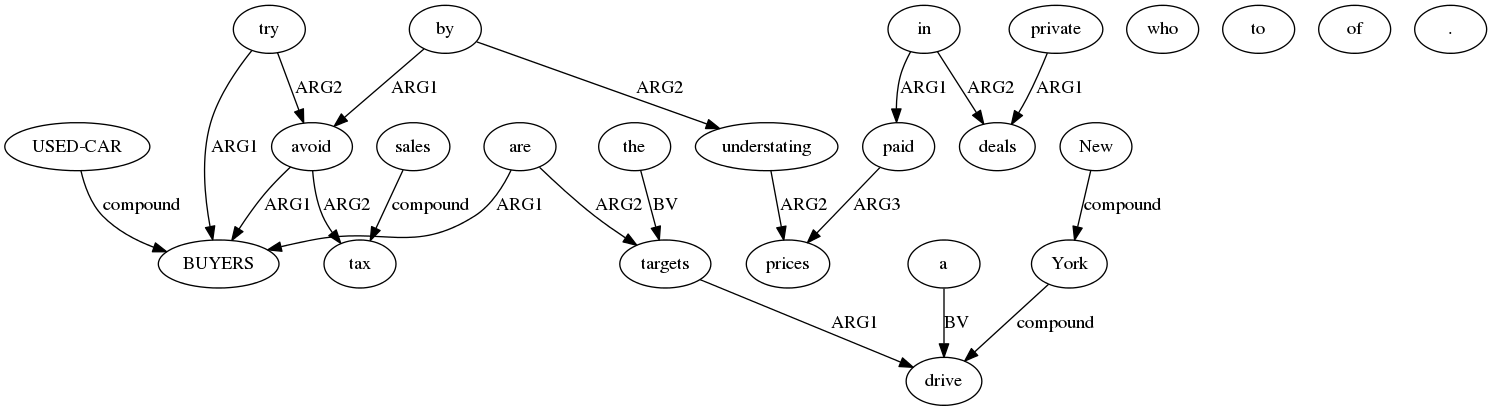 try by in private who to of .
ARG2 ARG1 ARG2 ARG1 ARG2 ARG1
USED-CAR avoid sales are the understating paid deals New
ARG1
compound ARG1 ARG2 compound ARG1 ARG2 BV ARG2 ARG3 compound
BUYERS tax targets prices a York
ARG1 BV compound
drive